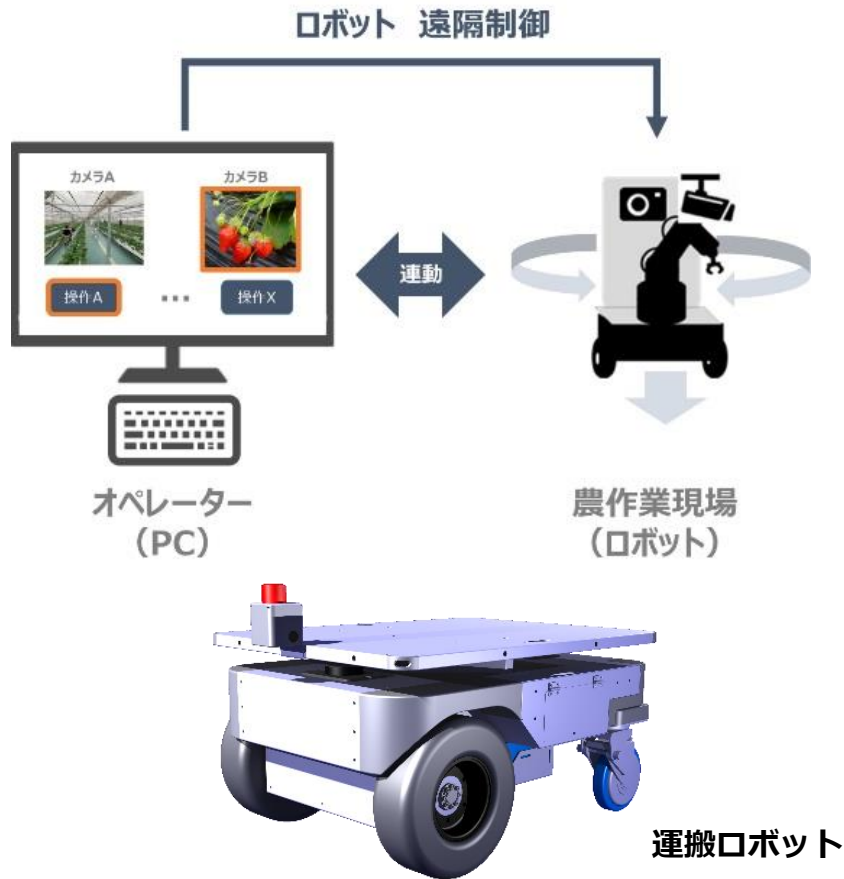 ロボット 遠隔制御
カメラA
カメラB
操作A
操作X
連動
オペレーター
（PC）
農作業現場
（ロボット）
運搬ロボット